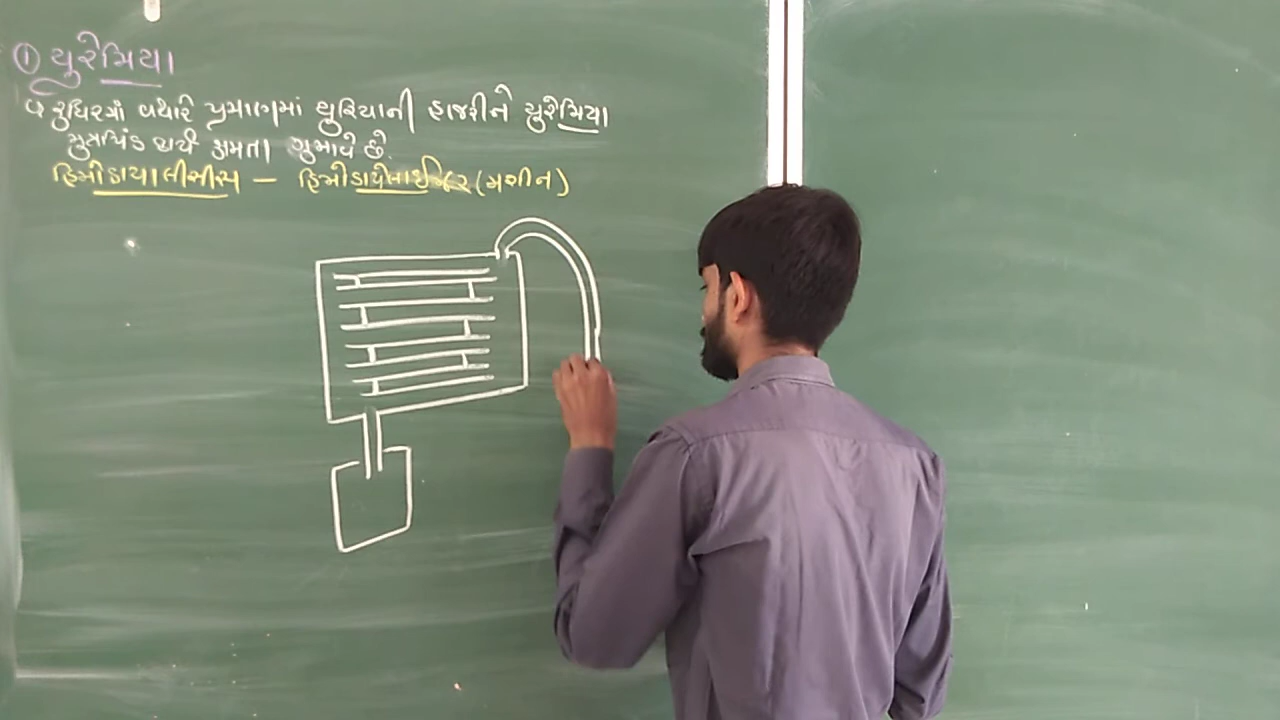 ① યુરેમિયા
↳ રુધિરમાં વધારે પ્રમાણમાં યુરિયાની હાજરીને યુરેમિયા
મુત્રપિંડ કાર્ય ક્ષમતા ગુમાવે છે.
હિમોડાયાલીસીસ – હિમોડાયેલાઈઝર (મશીન)